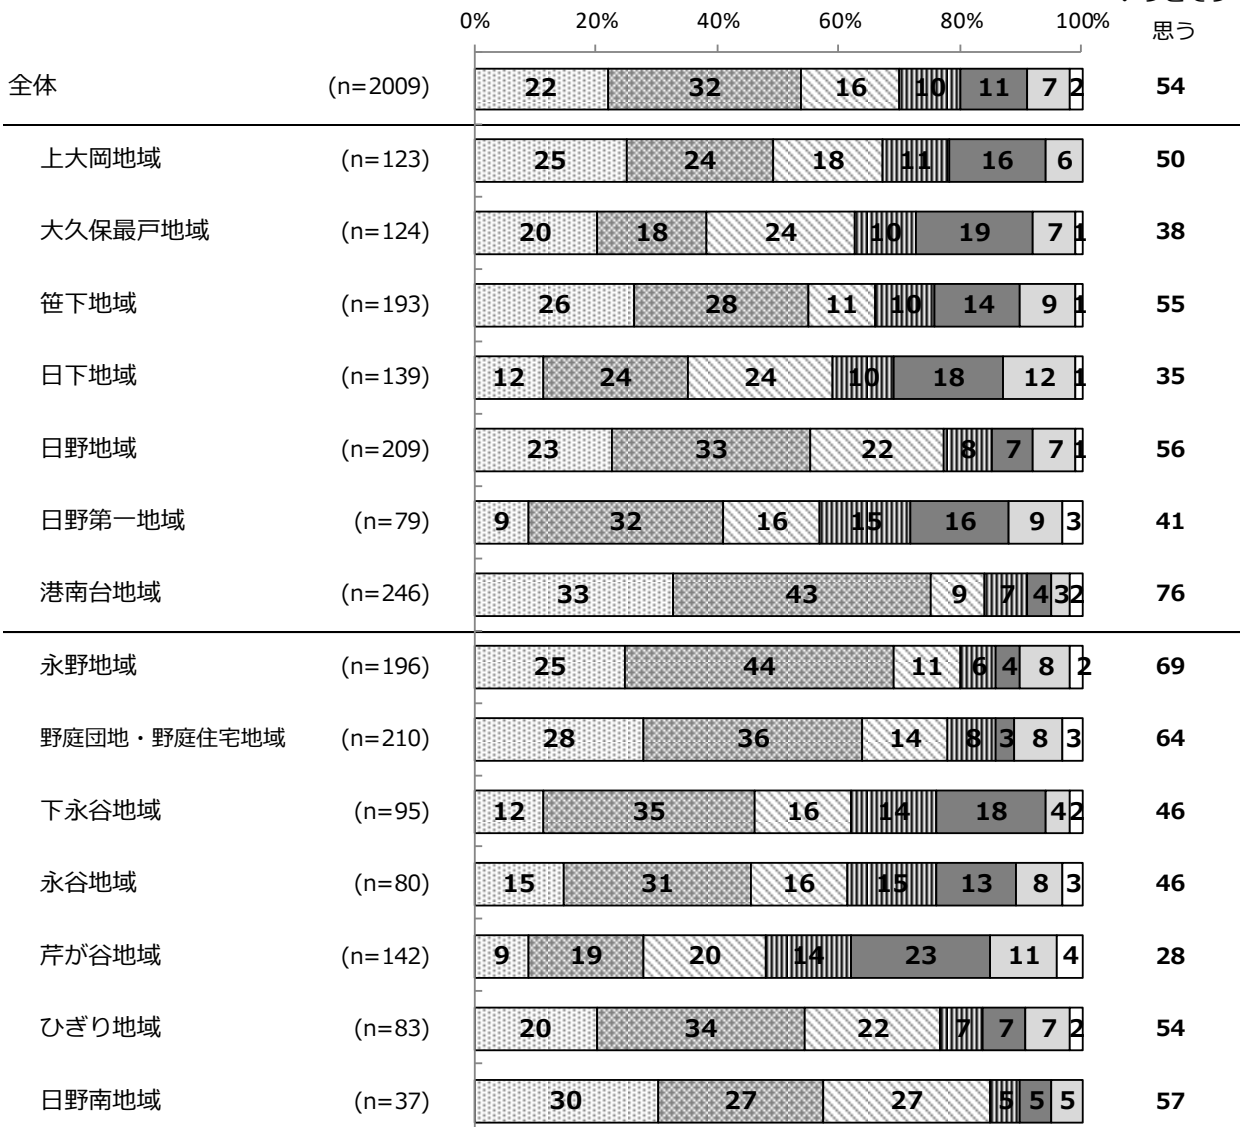 0% 20% 40% 60% 80% 100%
思う
全体 (n=2009) 22 32 16 10 11 7 2 54
上大岡地域 (n=123) 25 24 18 11 16 6 50
大久保最戸地域 (n=124) 20 18 24 10 19 7 1 38
笹下地域 (n=193) 26 28 11 10 14 9 1 55
日下地域 (n=139) 12 24 24 10 18 12 1 35
日野地域 (n=209) 23 33 22 8 7 7 1 56
日野第一地域 (n=79) 9 32 16 15 16 9 3 41
港南台地域 (n=246) 33 43 9 7 4 3 2 76
永野地域 (n=196) 25 44 11 6 4 8 2 69
野庭団地・野庭住宅地域 (n=210) 28 36 14 8 3 8 3 64
下永谷地域 (n=95) 12 35 16 14 18 4 2 46
永谷地域 (n=80) 15 31 16 15 13 8 3 46
芹が谷地域 (n=142) 9 19 20 14 23 11 4 28
ひぎり地域 (n=83) 20 34 22 7 7 7 2 54
日野南地域 (n=37) 30 27 27 5 5 5 57